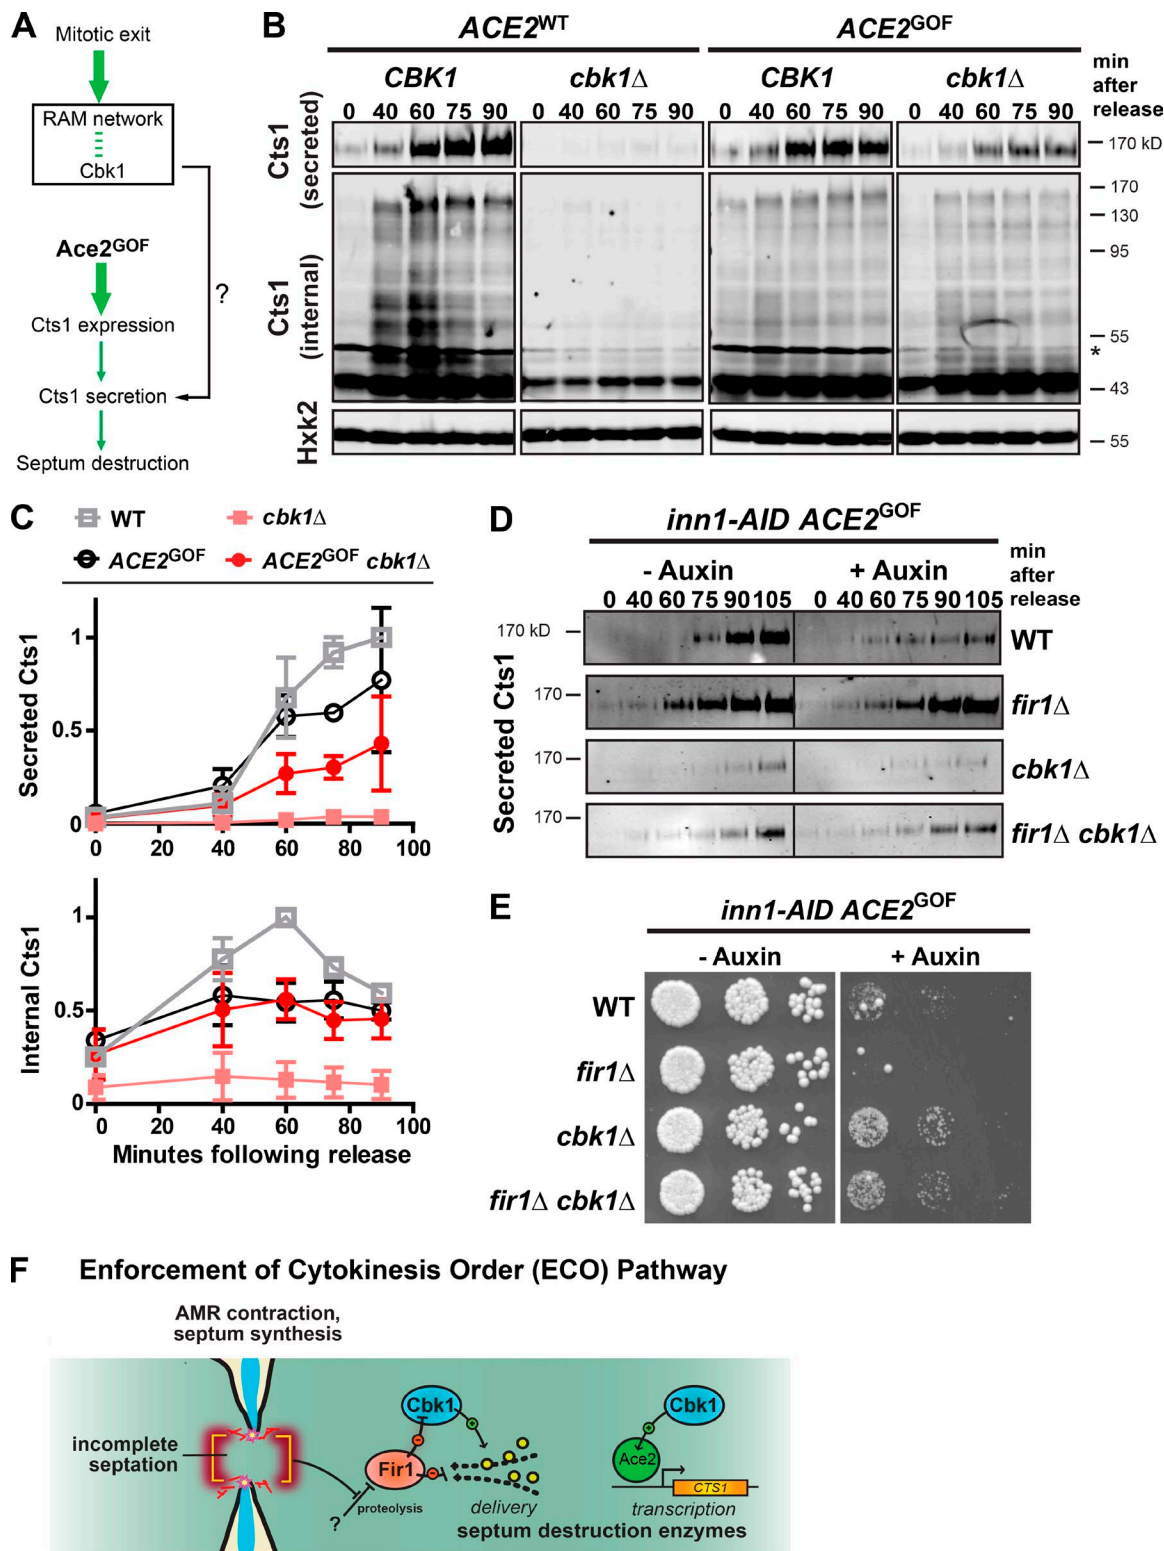 A
Mitotic exit
RAM network
Cbk1
Ace2GOF
?
Cts1 expression
Cts1 secretion
Septum destruction
B
ACE2WT
ACE2GOF
CBK1
cbk1Δ
CBK1
cbk1Δ
min
after
release
0 40 60 75 90
0 40 60 75 90
0 40 60 75 90
0 40 60 75 90
Cts1
(secreted)
170 kD
Cts1
(internal)
170
130
95
55
*
43
Hxk2
55
C
WT
cbk1Δ
ACE2GOF
ACE2GOF cbk1Δ
Secreted Cts1
1
0.5
0
0 20 40 60 80 100
Internal Cts1
1
0.5
0
0 20 40 60 80 100
Minutes following release
D
inn1-AID ACE2GOF
- Auxin
+ Auxin
min
after
release
0 40 60 75 90 105
0 40 60 75 90 105
Secreted Cts1
170 kD
WT
170
fir1Δ
170
cbk1Δ
170
fir1Δ cbk1Δ
E
inn1-AID ACE2GOF
- Auxin
+ Auxin
WT
fir1Δ
cbk1Δ
fir1Δ cbk1Δ
F
Enforcement of Cytokinesis Order (ECO) Pathway
AMR contraction,
septum synthesis
incomplete
septation
Cbk1
+
Fir1
-
-
?
proteolysis
delivery
Cbk1
+
Ace2
CTS1
transcription
septum destruction enzymes